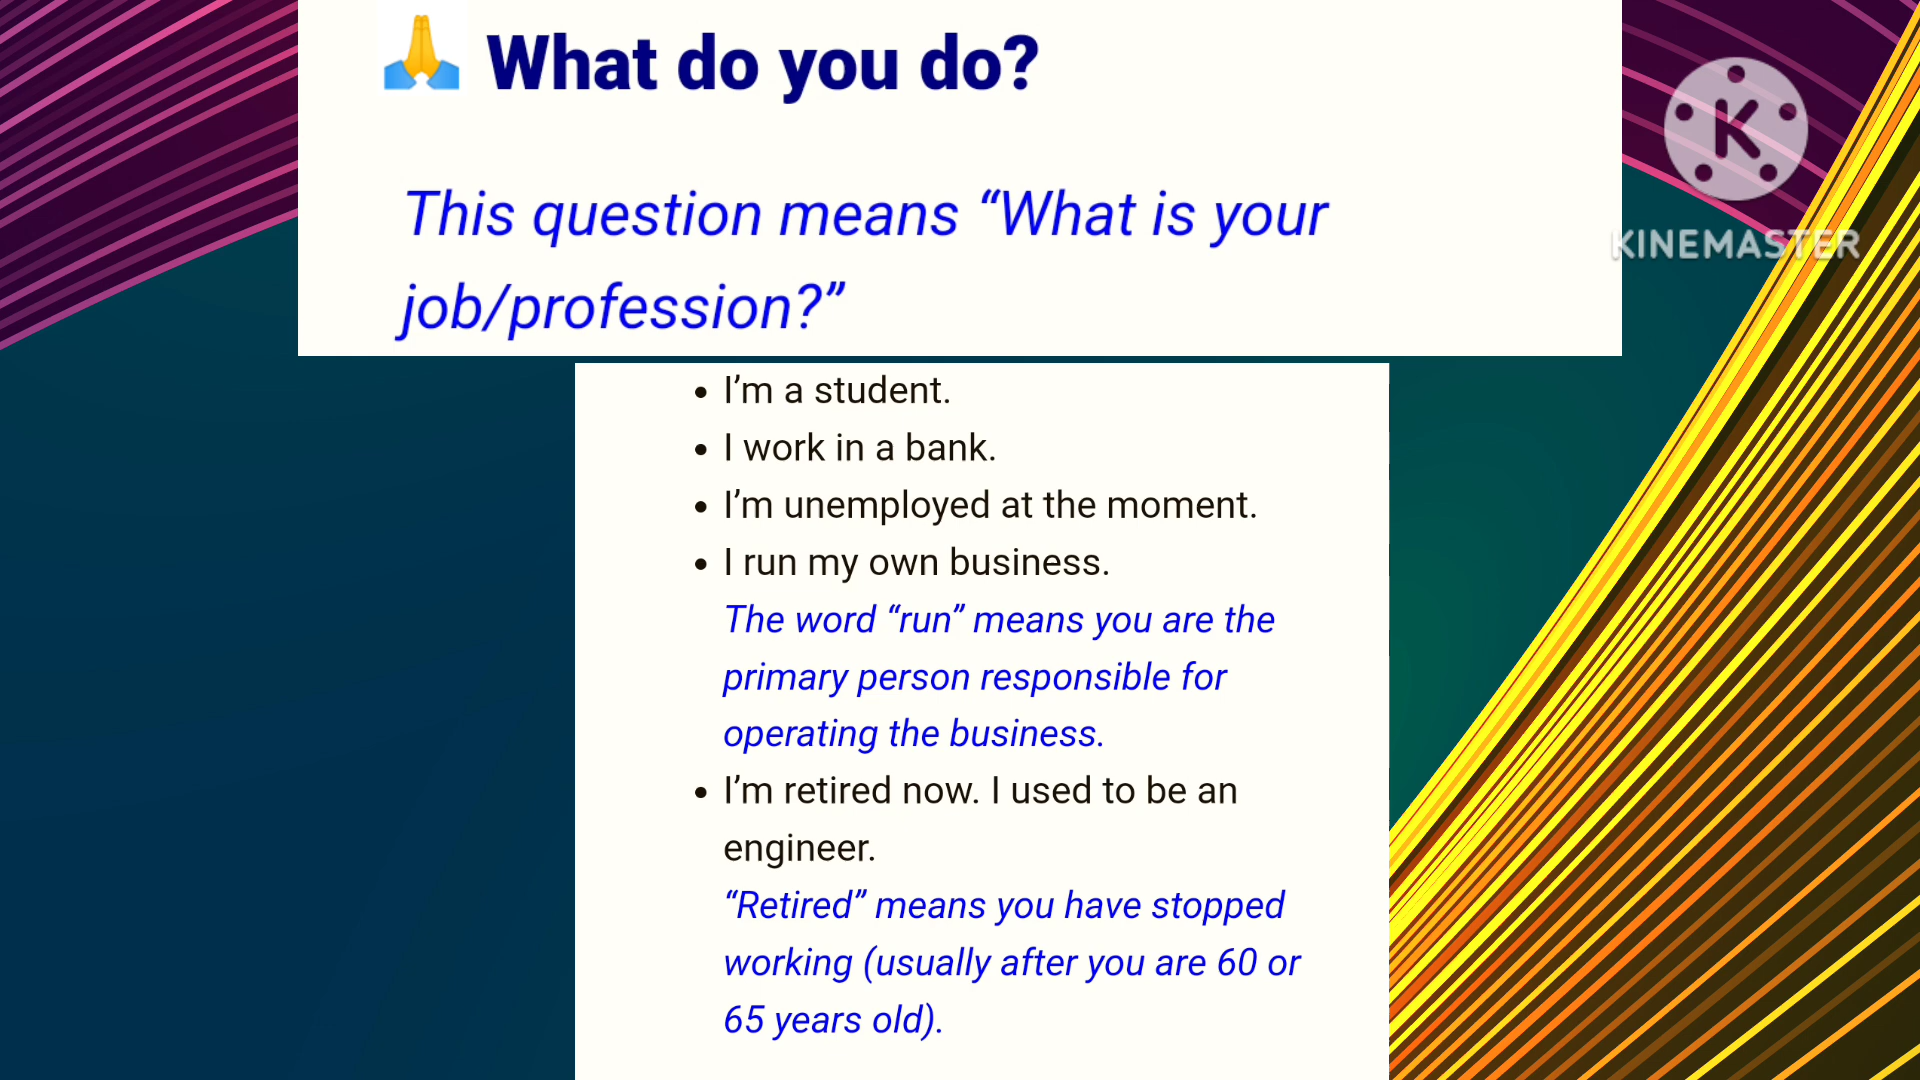 What do you do?
This question means “What is your
job/profession?”
K
KINEMASTER
• I’m a student.
• I work in a bank.
• I’m unemployed at the moment.
• I run my own business.
The word “run” means you are the
primary person responsible for
operating the business.
• I’m retired now. I used to be an
engineer.
“Retired” means you have stopped
working (usually after you are 60 or
65 years old).